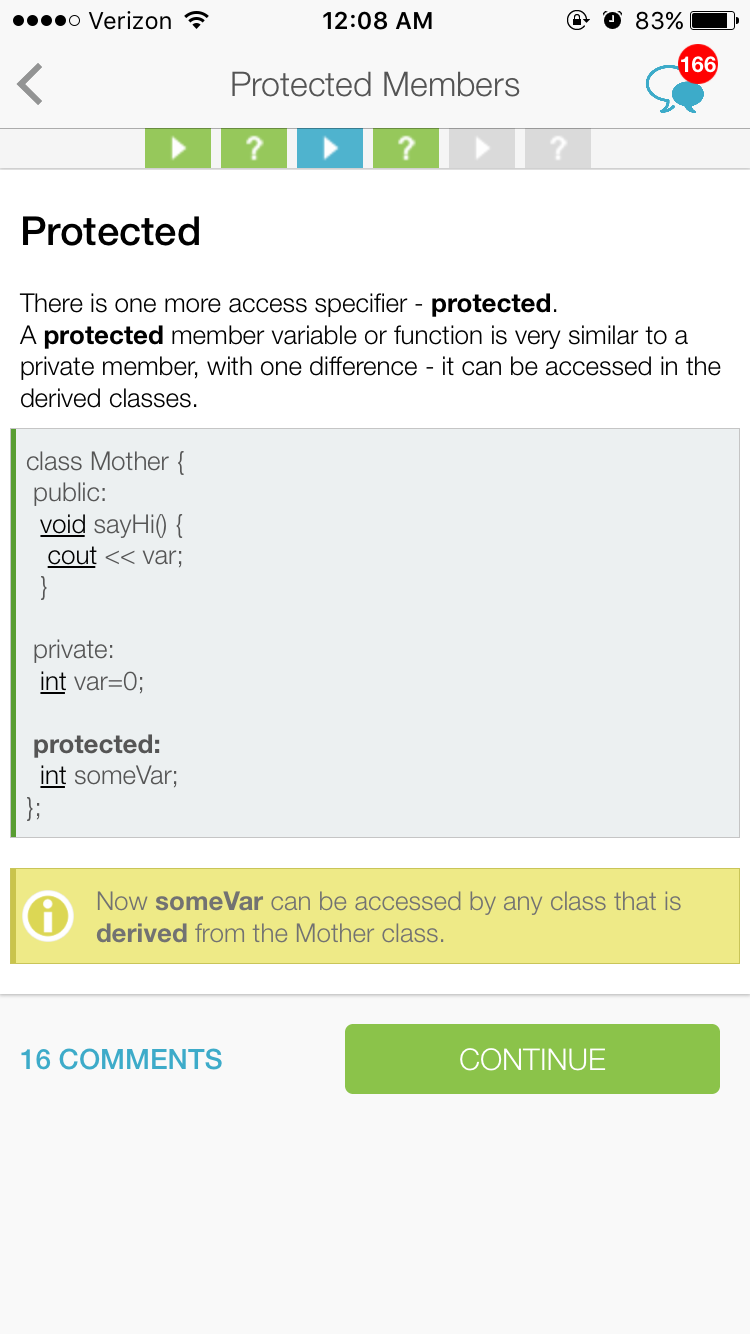 Verizon 12:08 AM 83%
Protected Members 166
? ? ?
Protected
There is one more access specifier - protected.
A protected member variable or function is very similar to a
private member, with one difference - it can be accessed in the
derived classes.
class Mother {
public:
void sayHi() {
cout << var;
}
private:
int var=0;
protected:
int someVar;
};
Now someVar can be accessed by any class that is
derived from the Mother class.
16 COMMENTS CONTINUE